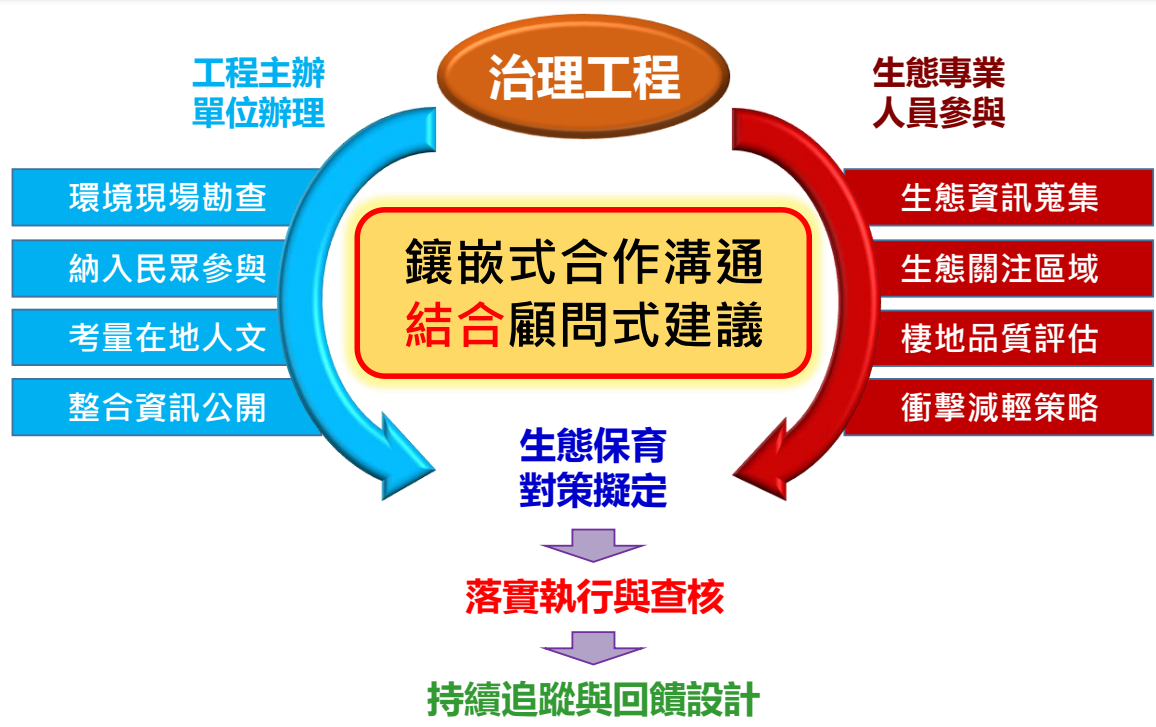 治理工程
工程主辦
單位辦理
環境現場勘查
納入民眾參與
考量在地人文
整合資訊公開
生態專業
人員參與
生態資訊蒐集
生態關注區域
棲地品質評估
衝擊減輕策略
鑲嵌式合作溝通
結合顧問式建議
生態保育
對策擬定
落實執行與查核
持續追蹤與回饋設計